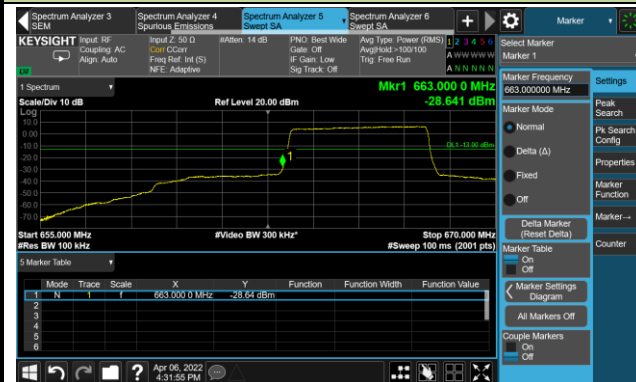 Spectrum Analyzer 3
SEM
Spectrum Analyzer 4
Spurious Emissions
Spectrum Analyzer 5
Swept SA
Spectrum Analyzer 6
Swept SA
+
Marker
KEYSIGHT
Input: RF
Coupling: AC
Align: Auto
Input Z: 50 Ω
Corr CCorr
Freq Ref: Int (S)
NFE: Adaptive
#Atten: 14 dB
PNO: Best Wide
Gate: Off
IF Gain: Low
Sig Track: Off
Avg Type: Power (RMS)
Avg|Hold:>100/100
Trig: Free Run
1 2 3 4 5 6
A W W W W W
A N N N N N
Select Marker
Marker 1
1 Spectrum
Scale/Div 10 dB
Ref Level 20.00 dBm
Mkr1 663.000 0 MHz
-28.641 dBm
Log
10.0
0.00
-10.0
-20.0
-30.0
-40.0
-50.0
-60.0
-70.0
DL1 -13.00 dBm
1
Start 655.000 MHz
#Res BW 100 kHz
#Video BW 300 kHz*
Stop 670.000 MHz
#Sweep 100 ms (2001 pts)
5 Marker Table
Mode Trace Scale X Y Function Function Width Function Value
1 N 1 f 663.000 0 MHz -28.64 dBm
2
3
4
5
6
Marker Frequency
663.000000 MHz
Marker Mode
Normal
Delta (Δ)
Fixed
Off
Delta Marker
(Reset Delta)
Marker Table
On
Off
Marker Settings
Diagram
All Markers Off
Couple Markers
On
Off
Settings
Peak
Search
Pk Search
Config
Properties
Marker
Function
Marker→
Counter
?
Apr 06, 2022
4:31:55 PM